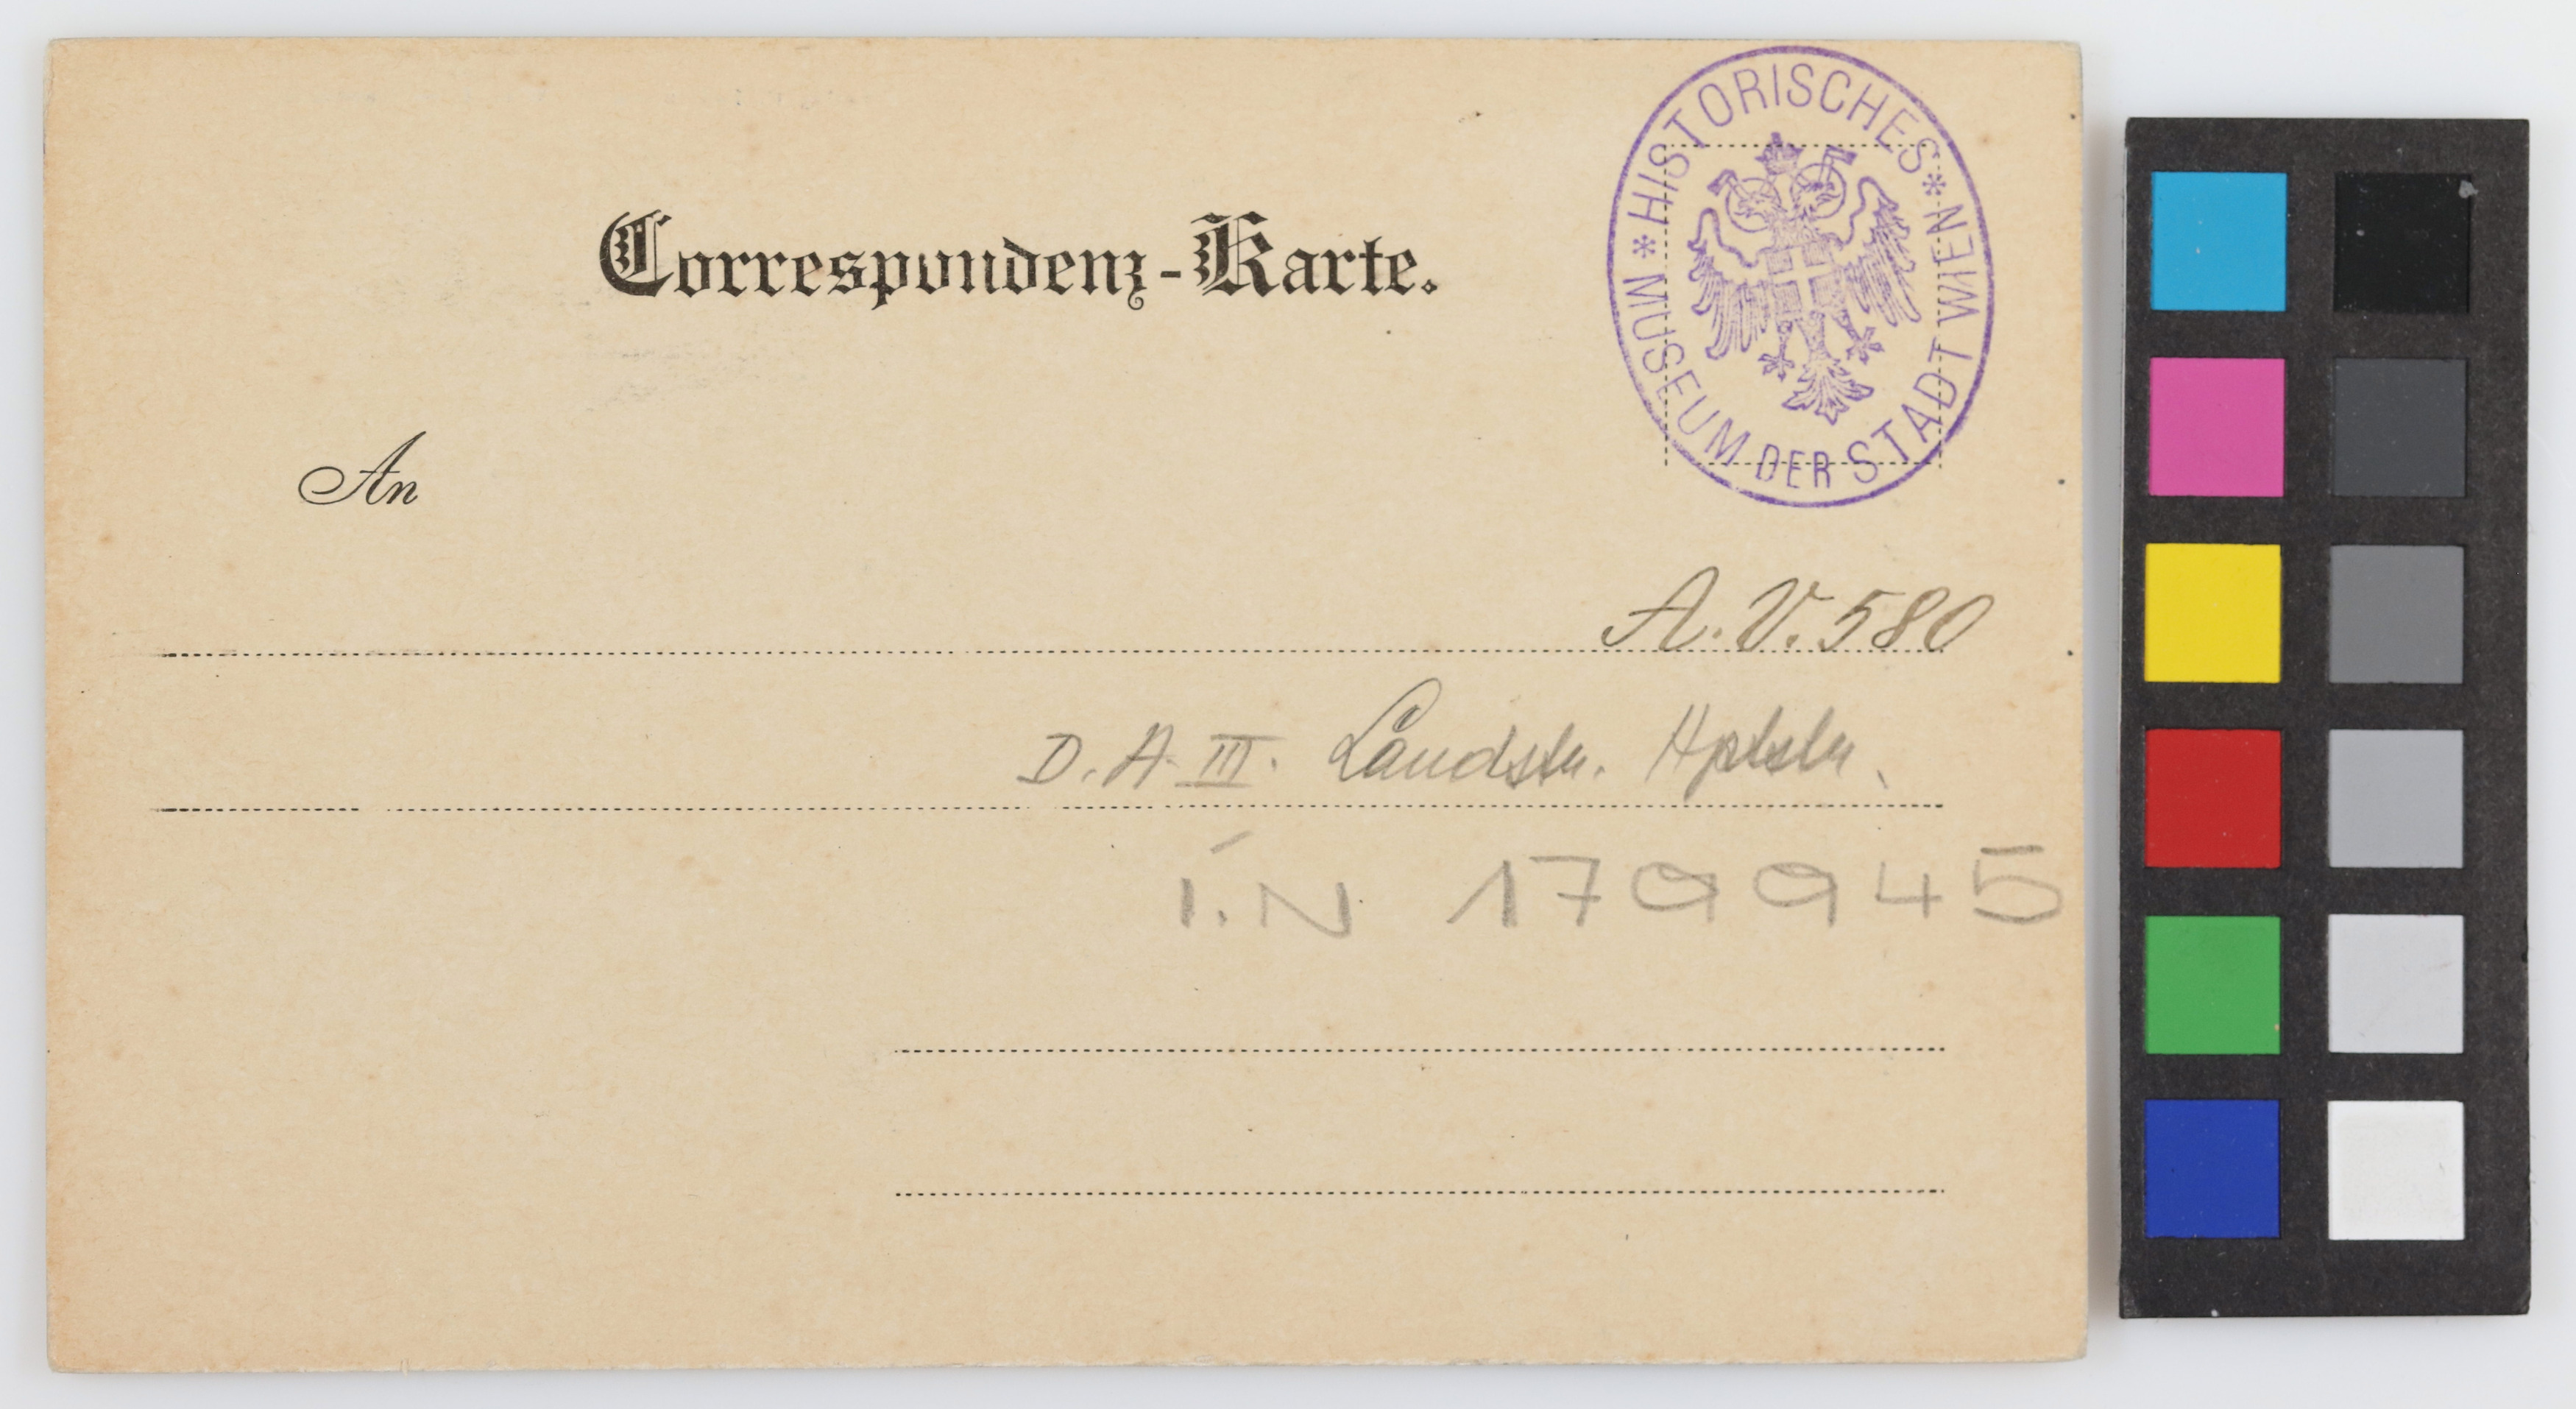 Correspondenz-Karte.
* HISTORISCHES *
MUSEUM DER STADT WIEN
An
A.V. 580
D. A. III. Landstr. Hptstr.
I.N 179945